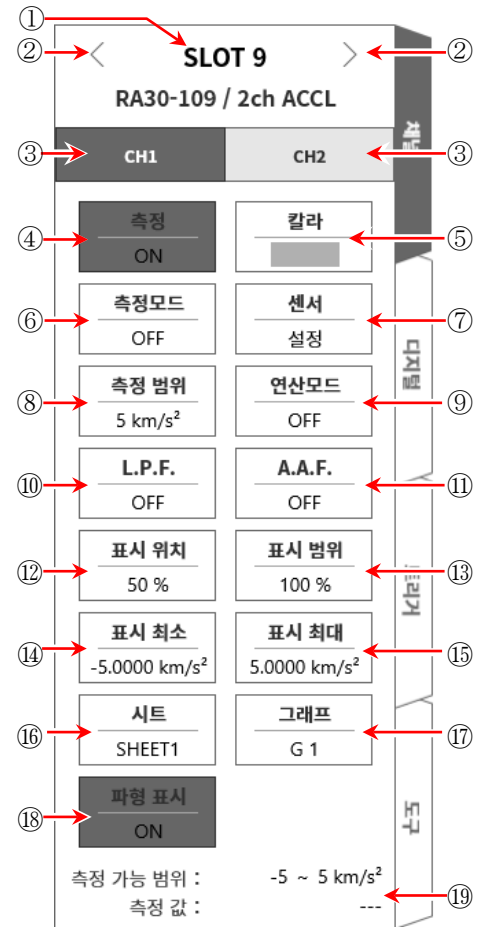 ①
② < SLOT 9 > ②
RA30-109 / 2ch ACCL
채널
③ CH1 CH2 ③
④ 측정 칼라 ⑤
ON
⑥ 측정모드 센서 ⑦
OFF 설정
디지털
⑧ 측정 범위 연산모드 ⑨
5 km/s² OFF
⑩ L.P.F. A.A.F. ⑪
OFF OFF
⑫ 표시 위치 표시 범위 ⑬
50 % 100 %
트리거
⑭ 표시 최소 표시 최대 ⑮
-5.0000 km/s² 5.0000 km/s²
⑯ 시트 그래프 ⑰
SHEET1 G 1
⑱ 파형 표시
ON
도구
측정 가능 범위 : -5 ~ 5 km/s²
측정 값 : --- ⑲